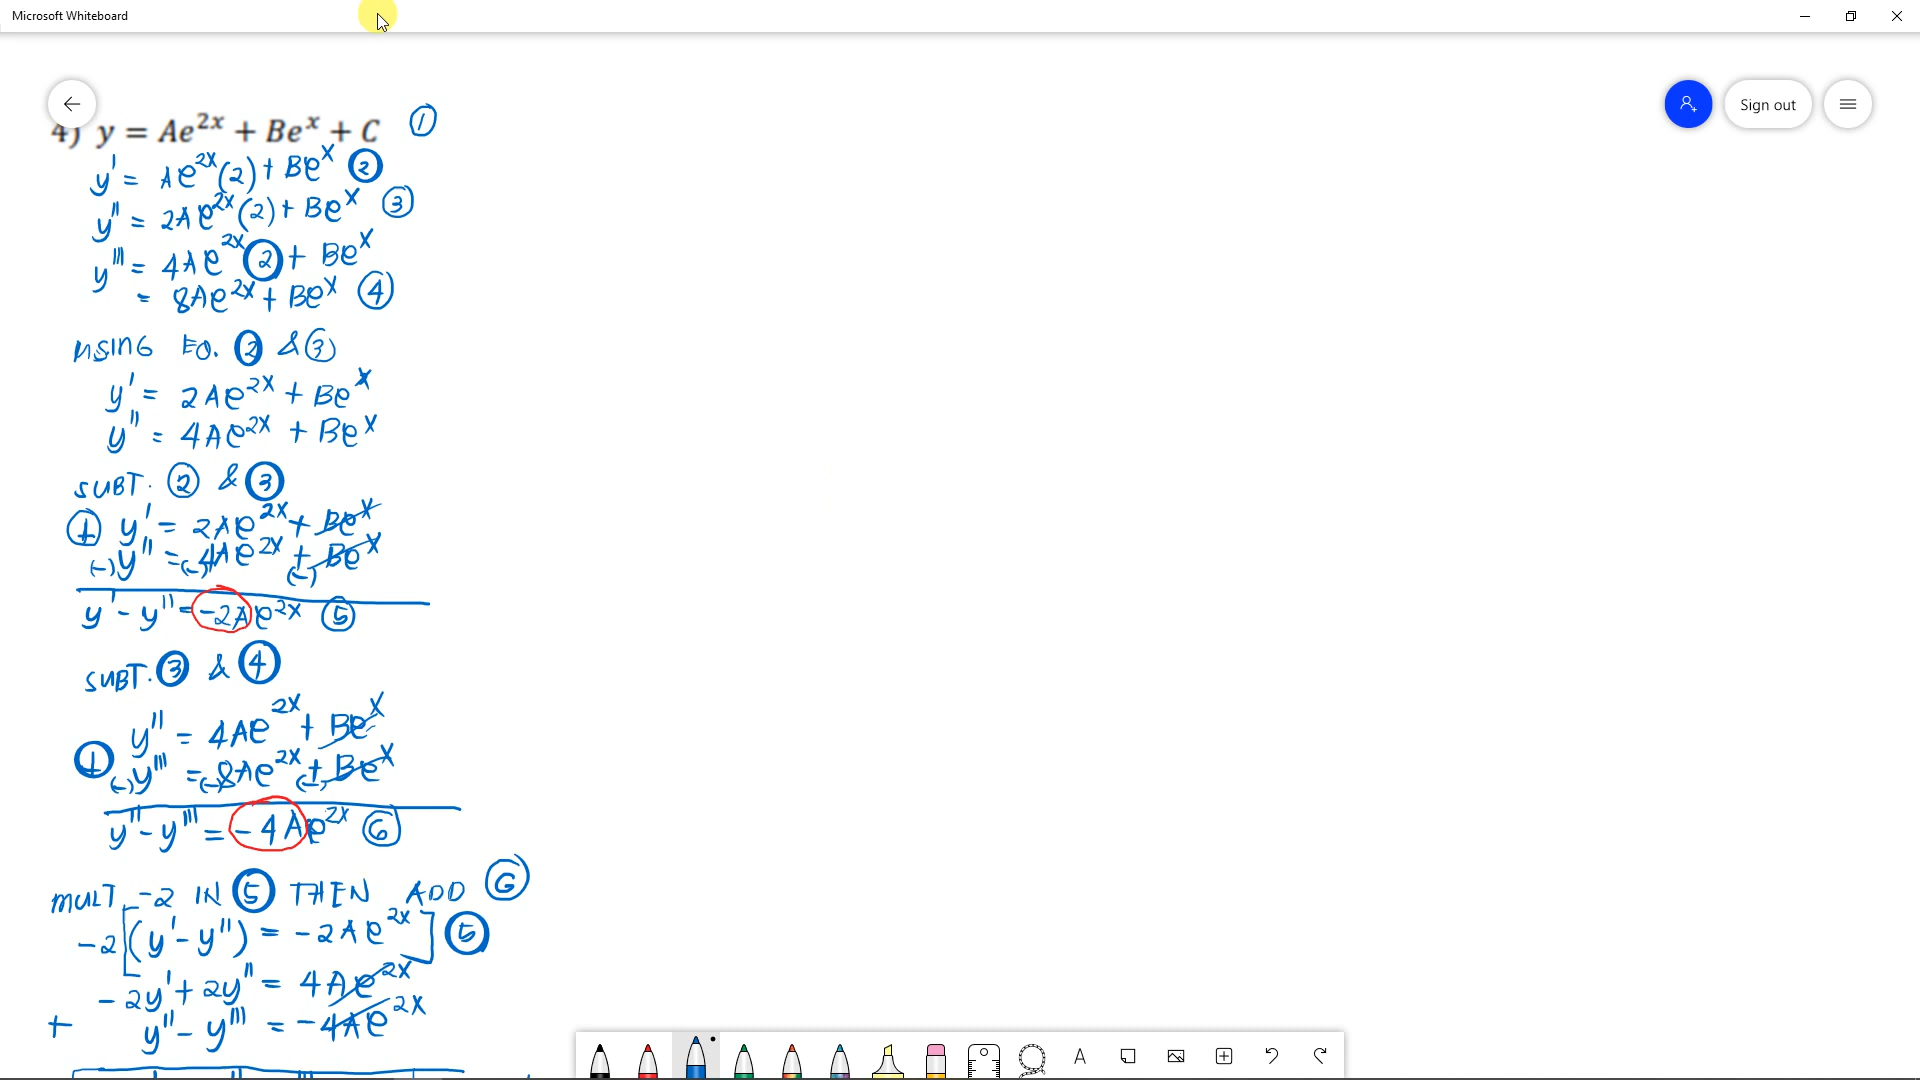 Microsoft Whiteboard
Sign out
4) y = Ae^{2x} + Be^x + C ①
y' = Ae^{2x}(2) + Be^x ②
y'' = 2Ae^{2x}(2) + Be^x ③
y''' = 4Ae^{2x}② + Be^x
= 8Ae^{2x} + Be^x ④
USING EQ. ② & ③
y' = 2Ae^{2x} + Be^x
y'' = 4Ae^{2x} + Be^x
SUBT. ② & ③
⊕ y' = 2Ae^{2x} + Be^x
(-)y'' = (-)4Ae^{2x} + (-)Be^x
y' - y'' = -2Ae^{2x} ⑤
SUBT. ③ & ④
y'' = 4Ae^{2x} + Be^x
⊕ (-)y''' = (-)8Ae^{2x} + (-)Be^x
y'' - y''' = -4Ae^{2x} ⑥
MULT -2 IN ⑤ THEN ADD ⑥
-2[(y' - y'') = -2Ae^{2x}] ⑤
-2y' + 2y'' = 4Ae^{2x}
+ y'' - y''' = -4Ae^{2x}
A